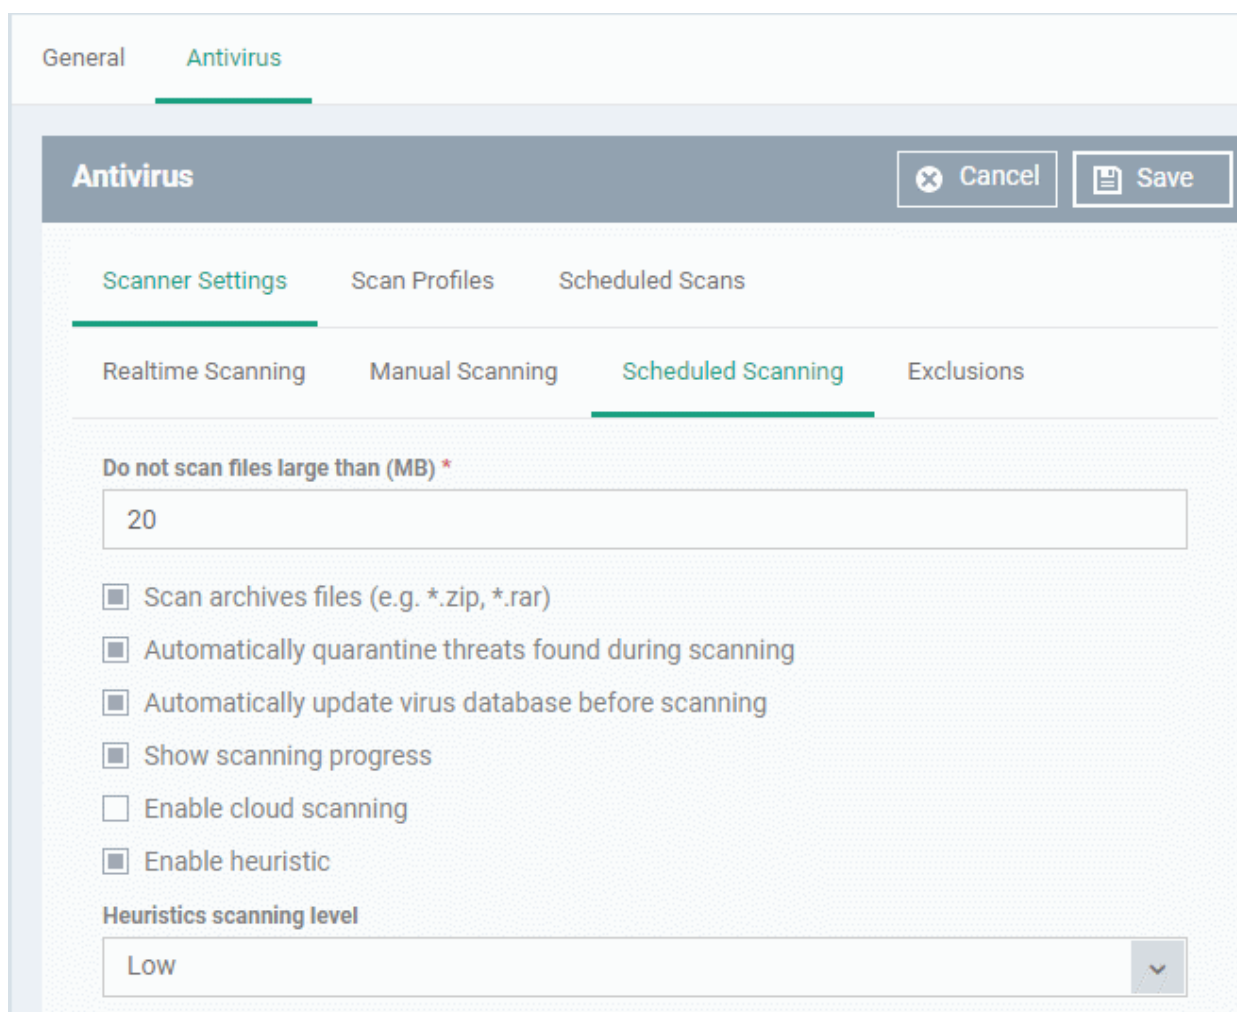 General Antivirus
Antivirus Cancel Save
Scanner Settings Scan Profiles Scheduled Scans
Realtime Scanning Manual Scanning Scheduled Scanning Exclusions
Do not scan files large than (MB) *
20
Scan archives files (e.g. *.zip, *.rar)
Automatically quarantine threats found during scanning
Automatically update virus database before scanning
Show scanning progress
Enable cloud scanning
Enable heuristic
Heuristics scanning level
Low